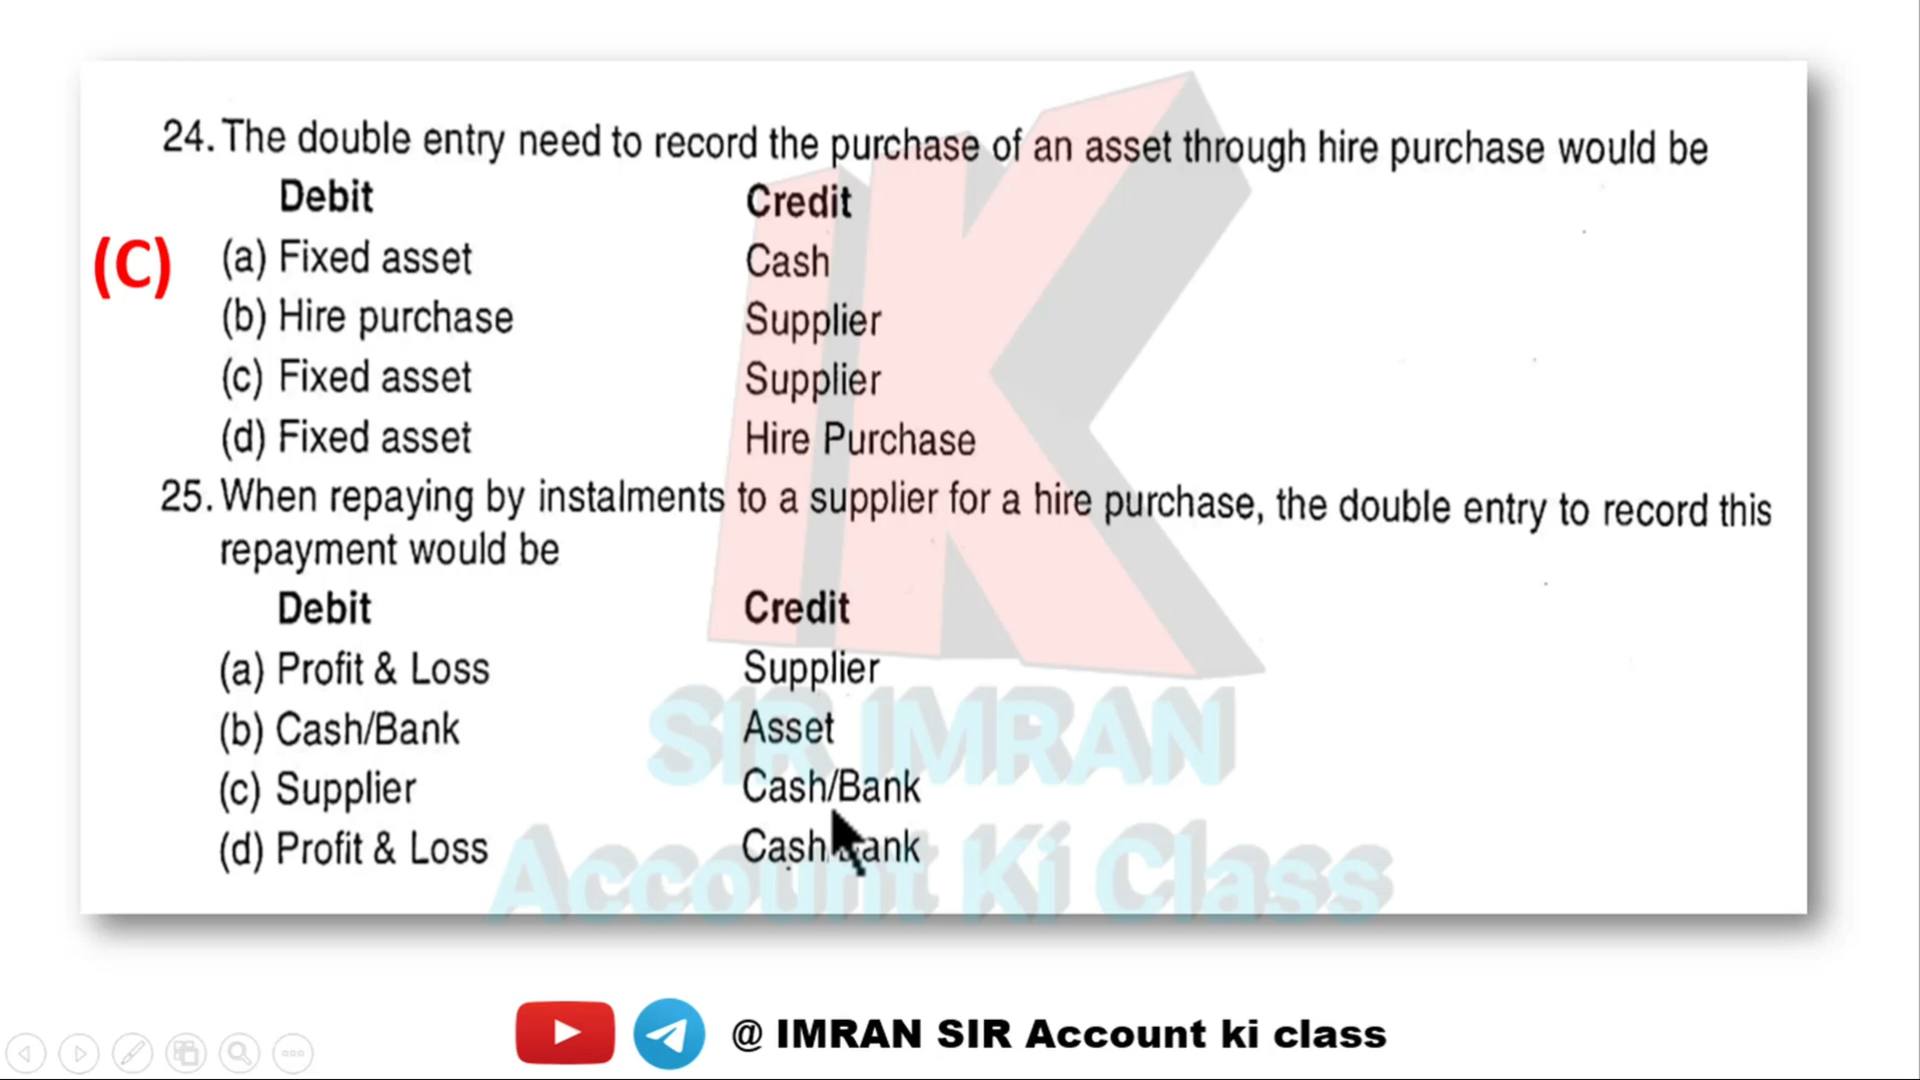 24. The double entry need to record the purchase of an asset through hire purchase would be
Debit Credit
(C)
(a) Fixed asset Cash
(b) Hire purchase Supplier
(c) Fixed asset Supplier
(d) Fixed asset Hire Purchase
25. When repaying by instalments to a supplier for a hire purchase, the double entry to record this
repayment would be
Debit Credit
(a) Profit & Loss Supplier
(b) Cash/Bank Asset
(c) Supplier Cash/Bank
(d) Profit & Loss Cash/Bank
K
SIR IMRAN
Account Ki Class
@ IMRAN SIR Account ki class